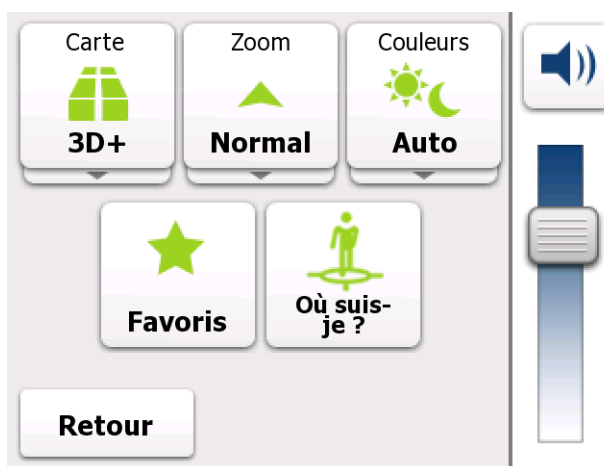 Carte
Zoom
Couleurs
3D+
Normal
Auto
Favoris
Où suis-
je ?
Retour